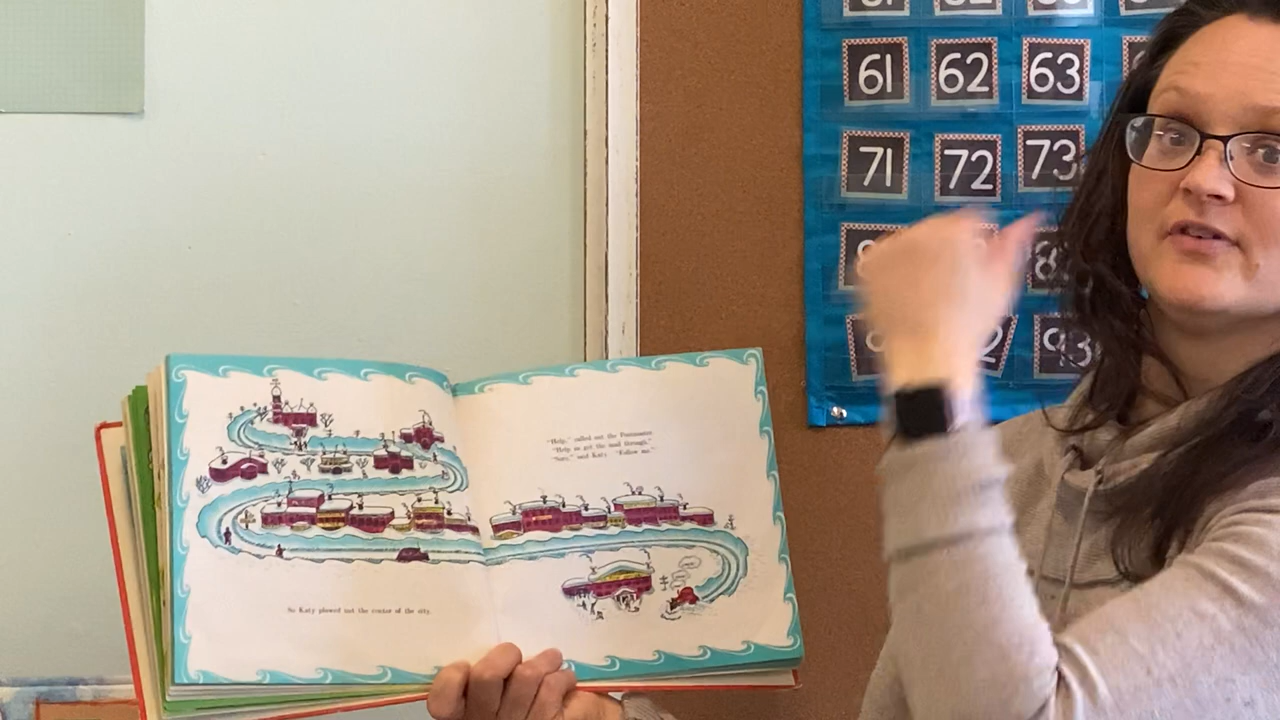 61 62 63
71 72 73
93
"Help," called out the Postmaster.
"Help us get the mail through."
"Sure," said Katy. "Follow me."
So Katy plowed out the center of the city.